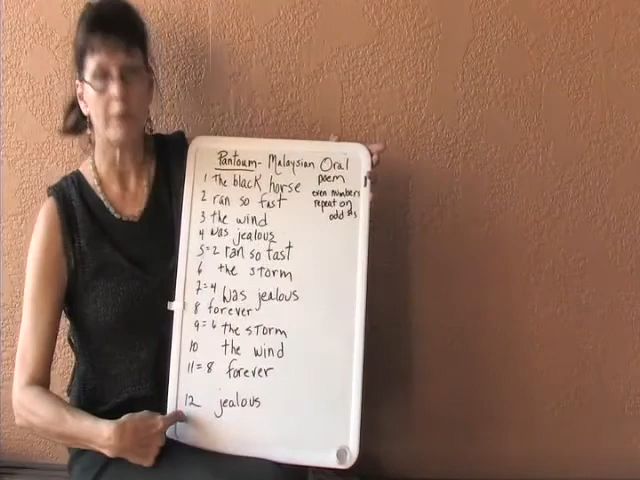 Pantoum - Malaysian Oral
poem
1 The black horse
even numbers
2 ran so fast
repeat on
odd #s
3 the wind
4 was jealous
5=2 ran so fast
6 the storm
7=4 was jealous
8 forever
9=6 the storm
10 the wind
11=8 forever
12 jealous